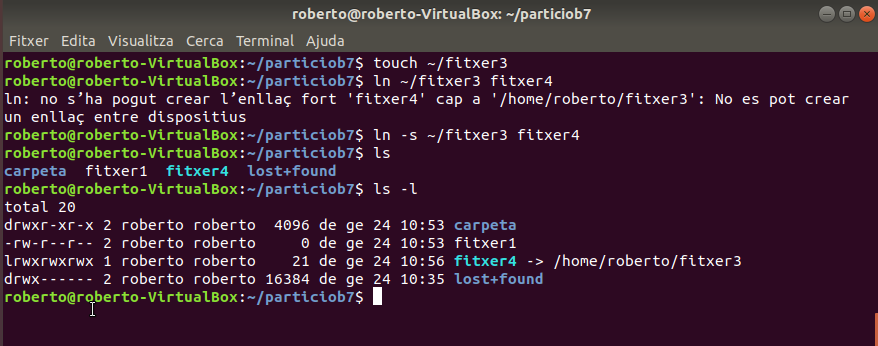 roberto@roberto-VirtualBox: ~/particiob7
Fitxer Edita Visualitza Cerca Terminal Ajuda
roberto@roberto-VirtualBox:~/particiob7$ touch ~/fitxer3
roberto@roberto-VirtualBox:~/particiob7$ ln ~/fitxer3 fitxer4
ln: no s’ha pogut crear l’enllaç fort 'fitxer4' cap a '/home/roberto/fitxer3': No es pot crear
un enllaç entre dispositius
roberto@roberto-VirtualBox:~/particiob7$ ln -s ~/fitxer3 fitxer4
roberto@roberto-VirtualBox:~/particiob7$ ls
carpeta  fitxer1  fitxer4  lost+found
roberto@roberto-VirtualBox:~/particiob7$ ls -l
total 20
drwxr-xr-x 2 roberto roberto  4096 de ge 24 10:53 carpeta
-rw-r--r-- 2 roberto roberto     0 de ge 24 10:53 fitxer1
lrwxrwxrwx 1 roberto roberto    21 de ge 24 10:56 fitxer4 -> /home/roberto/fitxer3
drwx------ 2 roberto roberto 16384 de ge 24 10:35 lost+found
roberto@roberto-VirtualBox:~/particiob7$